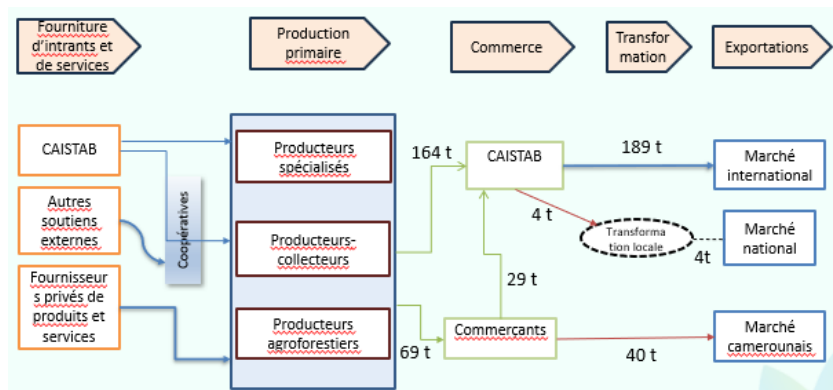 Fourniture
d'intrants et
de services
Production
primaire
Commerce
Transfor
mation
Exportations
CAISTAB
Autres
soutiens
externes
Fournisseur
s privés de
produits et
services
Coopératives
Producteurs
spécialisés
Producteurs-
collecteurs
Producteurs
agroforestiers
164 t
69 t
CAISTAB
4 t
29 t
Commerçants
189 t
Transforma
tion locale
4t
40 t
Marché
international
Marché
national
Marché
camerounais